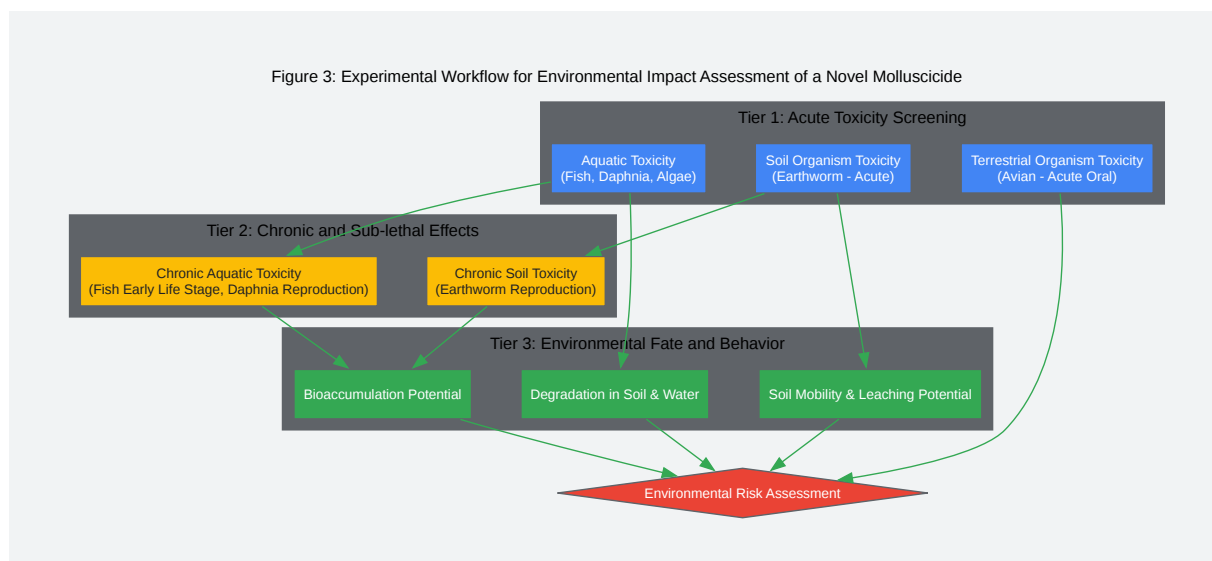 Figure 3: Experimental Workflow for Environmental Impact Assessment of a Novel Molluscicide
Tier 1: Acute Toxicity Screening
Aquatic Toxicity
(Fish, Daphnia, Algae)
Soil Organism Toxicity
(Earthworm - Acute)
Terrestrial Organism Toxicity
(Avian - Acute Oral)
Tier 2: Chronic and Sub-lethal Effects
Chronic Aquatic Toxicity
(Fish Early Life Stage, Daphnia Reproduction)
Chronic Soil Toxicity
(Earthworm Reproduction)
Tier 3: Environmental Fate and Behavior
Bioaccumulation Potential
Degradation in Soil & Water
Soil Mobility & Leaching Potential
Environmental Risk Assessment